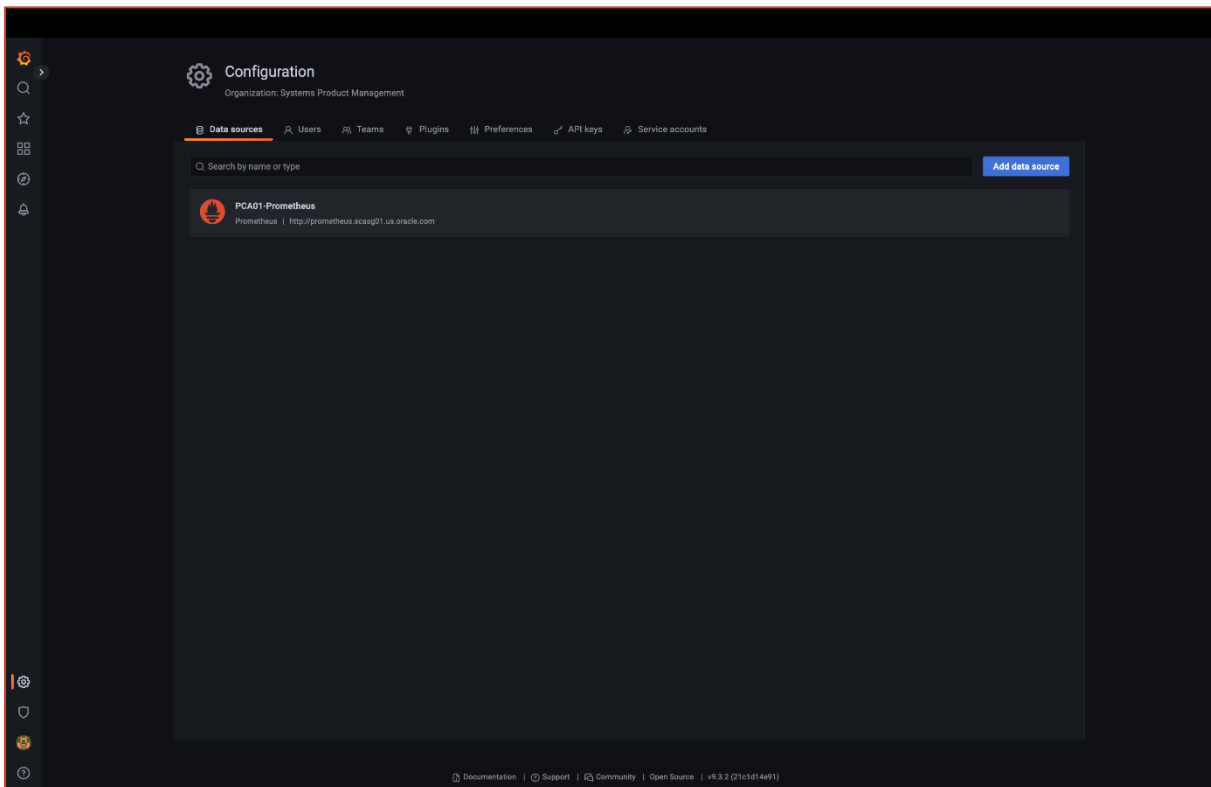 Configuration
Organization: Systems Product Management
Data sources Users Teams Plugins Preferences API keys Service accounts
Search by name or type Add data source
PCA01-Prometheus
Prometheus | http://prometheus.scasg01.us.oracle.com
Documentation | Support | Community | Open Source | v9.3.2 (21c1d14e91)